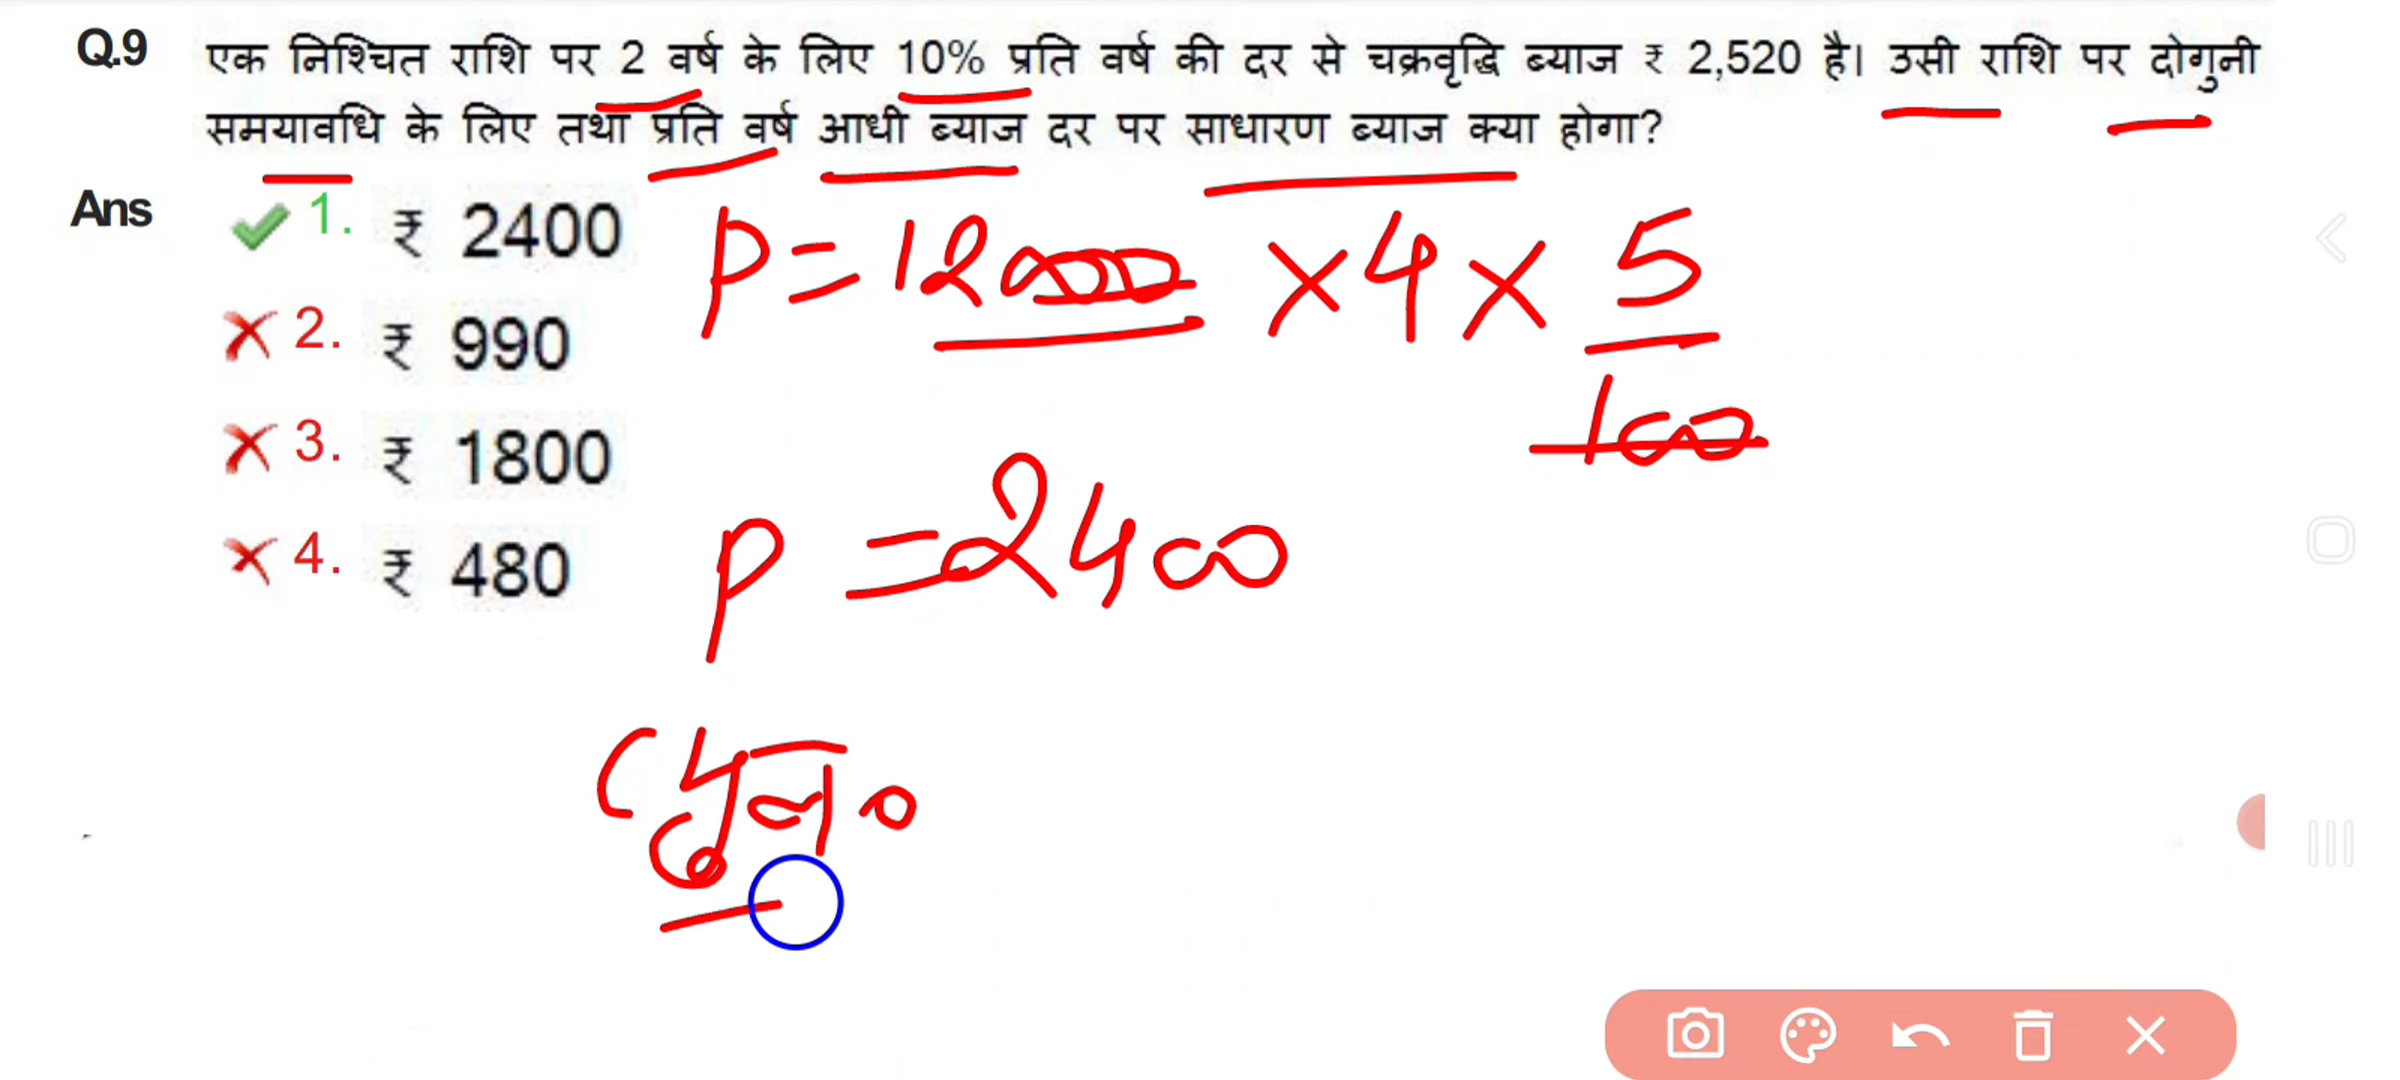 Q.9 एक निश्चित राशि पर 2 वर्ष के लिए 10% प्रति वर्ष की दर से चक्रवृद्धि ब्याज ₹ 2,520 है। उसी राशि पर दोगुनी
समयावधि के लिए तथा प्रति वर्ष आधी ब्याज दर पर साधारण ब्याज क्या होगा?
Ans 1. ₹ 2400
2. ₹ 990
3. ₹ 1800
4. ₹ 480
P = 12000 × 4 × 5
100
P = 2400